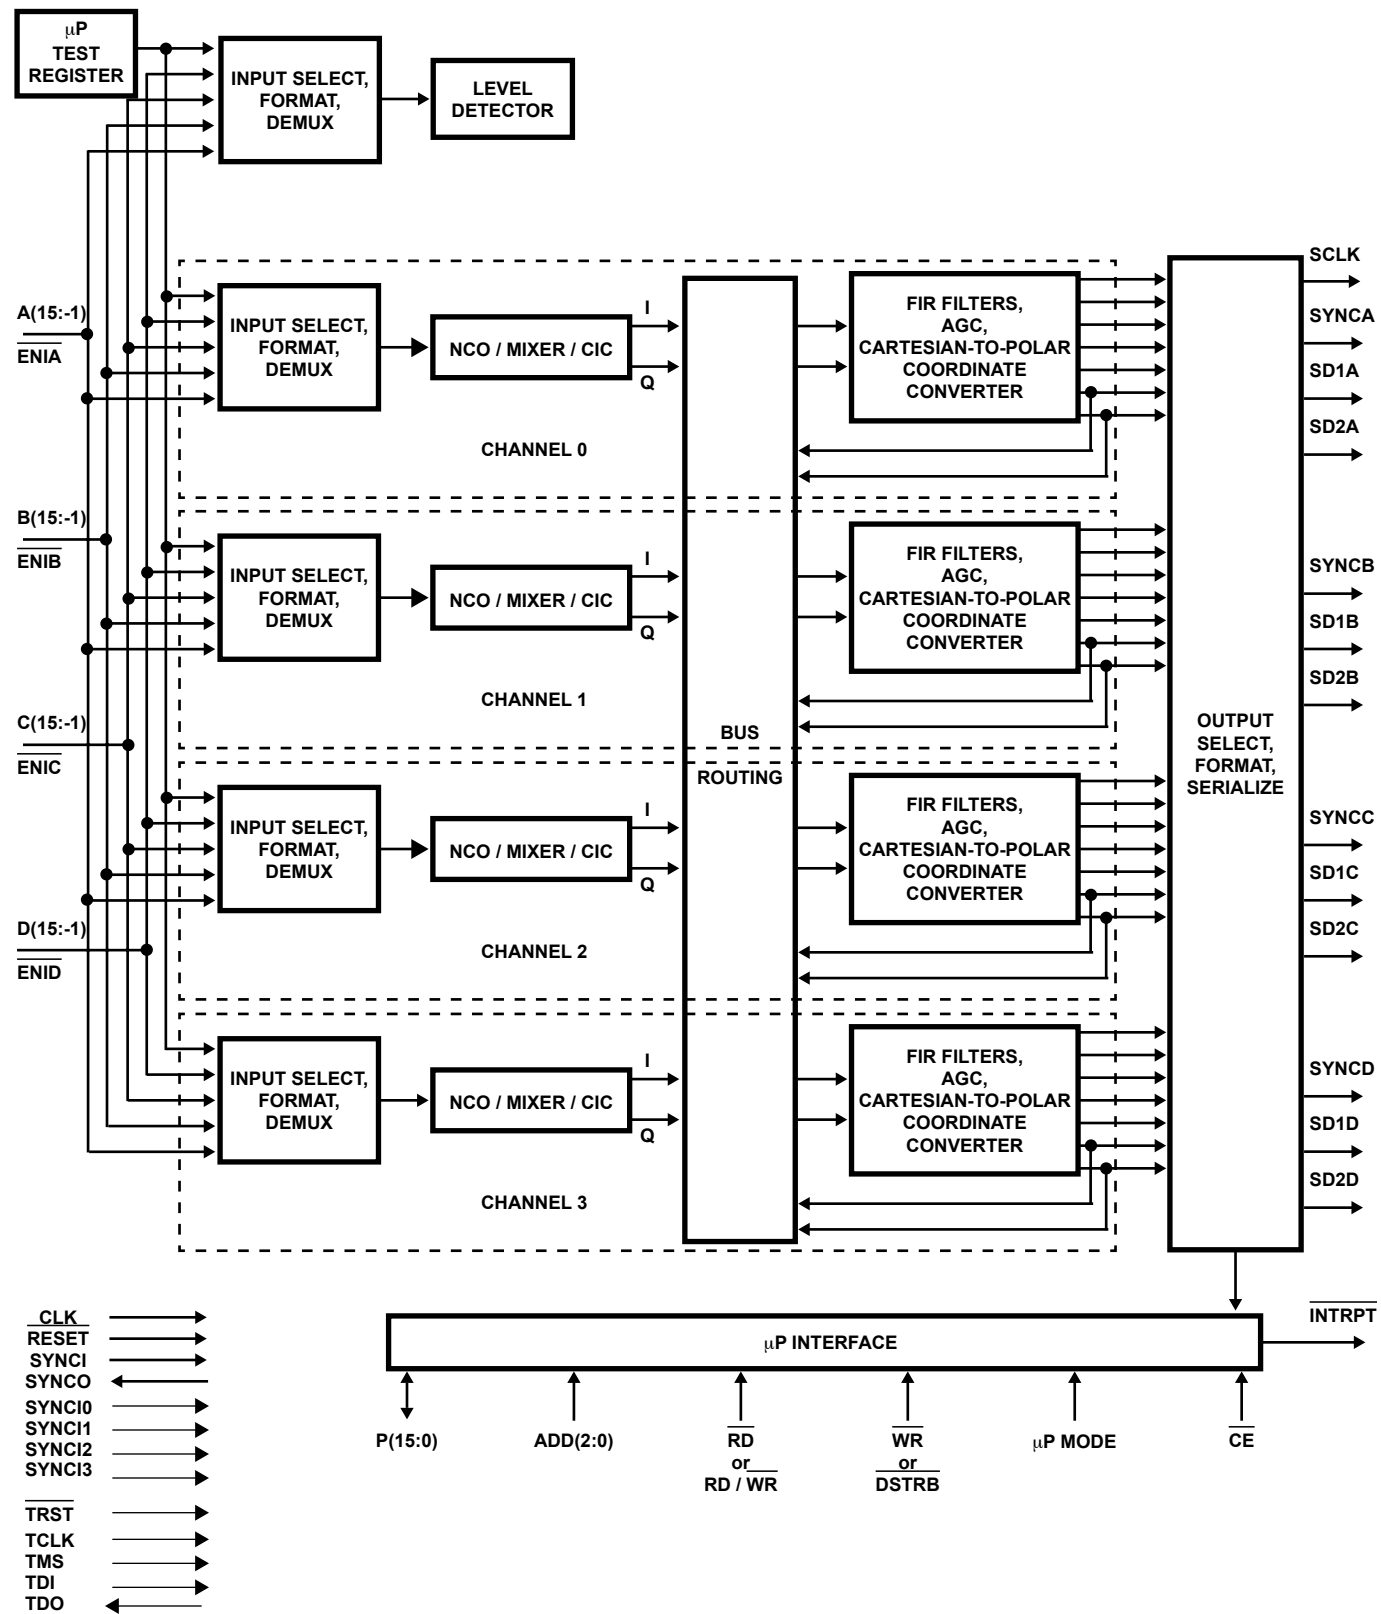 μP
TEST
REGISTER
INPUT SELECT,
FORMAT,
DEMUX
LEVEL
DETECTOR
A(15:-1)
ENIA
B(15:-1)
ENIB
C(15:-1)
ENIC
D(15:-1)
ENID
INPUT SELECT,
FORMAT,
DEMUX
NCO / MIXER / CIC
I
Q
CHANNEL 0
FIR FILTERS,
AGC,
CARTESIAN-TO-POLAR
COORDINATE
CONVERTER
INPUT SELECT,
FORMAT,
DEMUX
NCO / MIXER / CIC
I
Q
CHANNEL 1
FIR FILTERS,
AGC,
CARTESIAN-TO-POLAR
COORDINATE
CONVERTER
BUS
ROUTING
INPUT SELECT,
FORMAT,
DEMUX
NCO / MIXER / CIC
I
Q
CHANNEL 2
FIR FILTERS,
AGC,
CARTESIAN-TO-POLAR
COORDINATE
CONVERTER
INPUT SELECT,
FORMAT,
DEMUX
NCO / MIXER / CIC
I
Q
CHANNEL 3
FIR FILTERS,
AGC,
CARTESIAN-TO-POLAR
COORDINATE
CONVERTER
OUTPUT
SELECT,
FORMAT,
SERIALIZE
SCLK
SYNCA
SD1A
SD2A
SYNCB
SD1B
SD2B
SYNCC
SD1C
SD2C
SYNCD
SD1D
SD2D
INTRPT
μP INTERFACE
P(15:0)
ADD(2:0)
RD
or
RD / WR
WR
or
DSTRB
μP MODE
CE
CLK
RESET
SYNCI
SYNCO
SYNCI0
SYNCI1
SYNCI2
SYNCI3
TRST
TCLK
TMS
TDI
TDO